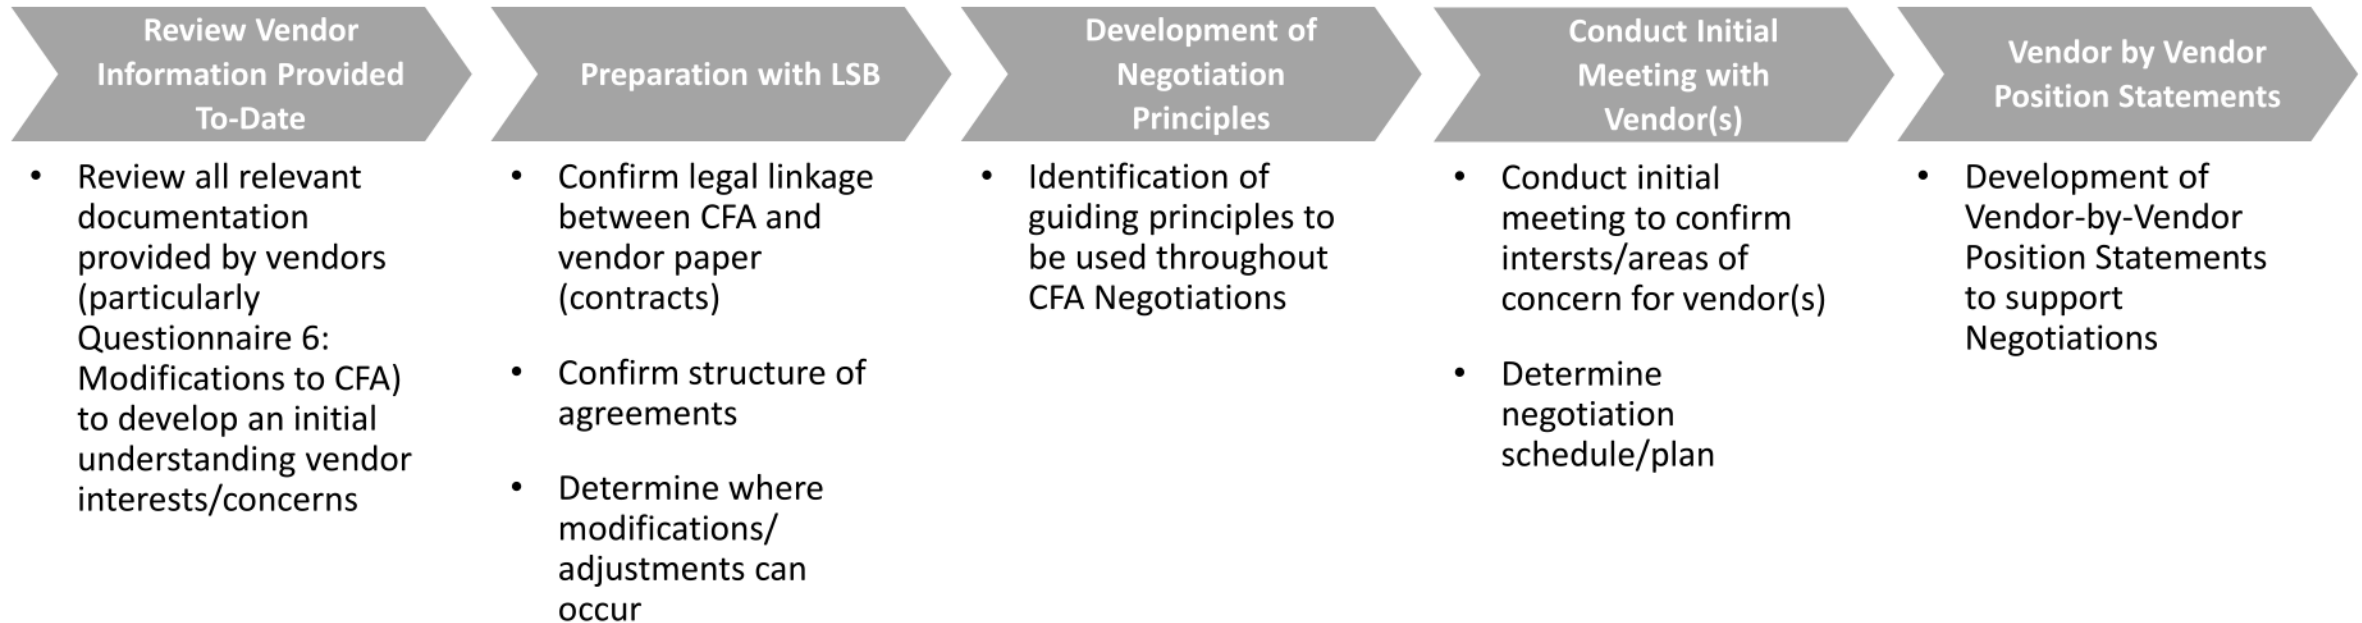 Review Vendor
Information Provided
To-Date
• Review all relevant
documentation
provided by vendors
(particularly
Questionnaire 6:
Modifications to CFA)
to develop an initial
understanding vendor
interests/concerns
Preparation with LSB
• Confirm legal linkage
between CFA and
vendor paper
(contracts)
• Confirm structure of
agreements
• Determine where
modifications/
adjustments can
occur
Development of
Negotiation
Principles
• Identification of
guiding principles to
be used throughout
CFA Negotiations
Conduct Initial
Meeting with
Vendor(s)
• Conduct initial
meeting to confirm
intersts/areas of
concern for vendor(s)
• Determine
negotiation
schedule/plan
Vendor by Vendor
Position Statements
• Development of
Vendor-by-Vendor
Position Statements
to support
Negotiations